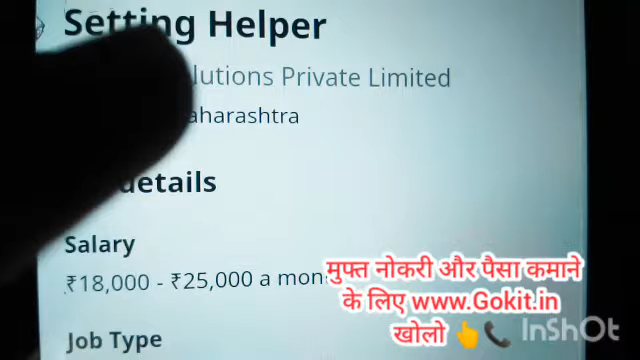 Setting Helper
lutions Private Limited
aharashtra
details
Salary
₹18,000 - ₹25,000 a mon
Job Type
मुफ्त नोकरी और पैसा कमाने
के लिए www.Gokit.in
खोलो 👆📞
InShOt